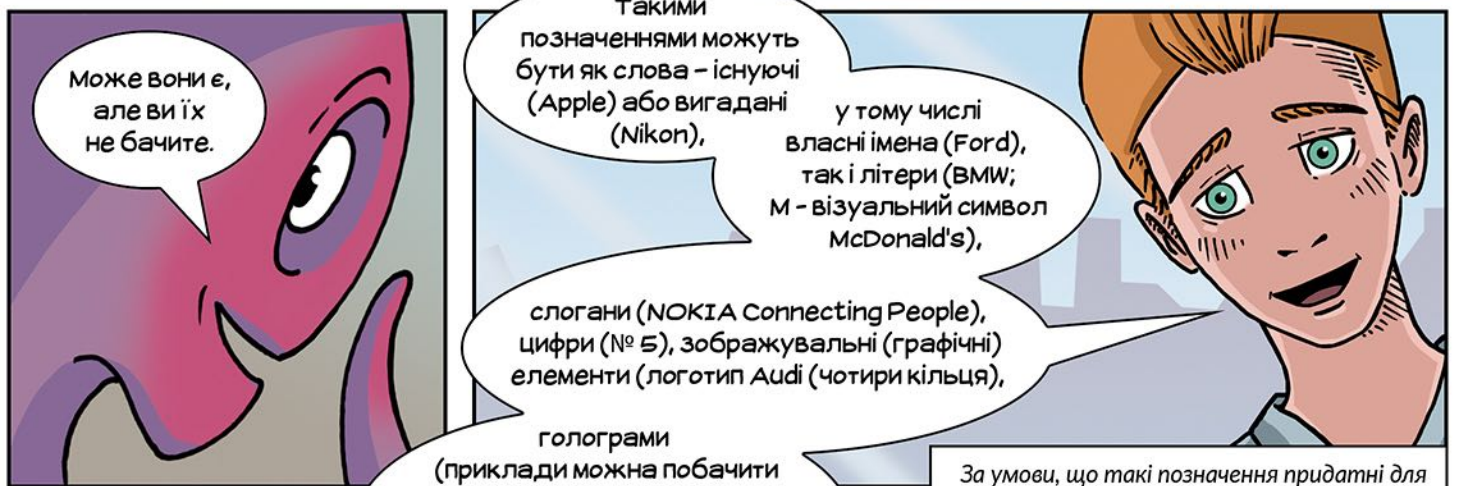 Може вони є,
але ви їх
не бачите.
Такими
позначеннями можуть
бути як слова – існуючі
(Apple) або вигадані
(Nikon),
у тому числі
власні імена (Ford),
так і літери (BMW;
М – візуальний символ
McDonald's),
слогани (NOKIA Connecting People),
цифри (№ 5), зображувальні (графічні)
елементи (логотип Audi (чотири кільця),
голограми
(приклади можна побачити
За умови, що такі позначення придатні для